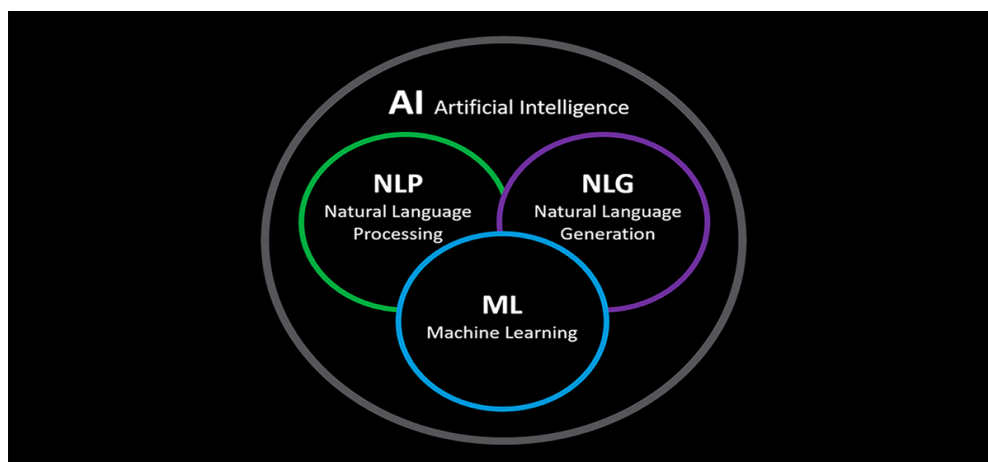 AI Artificial Intelligence
NLP
Natural Language
Processing
NLG
Natural Language
Generation
ML
Machine Learning